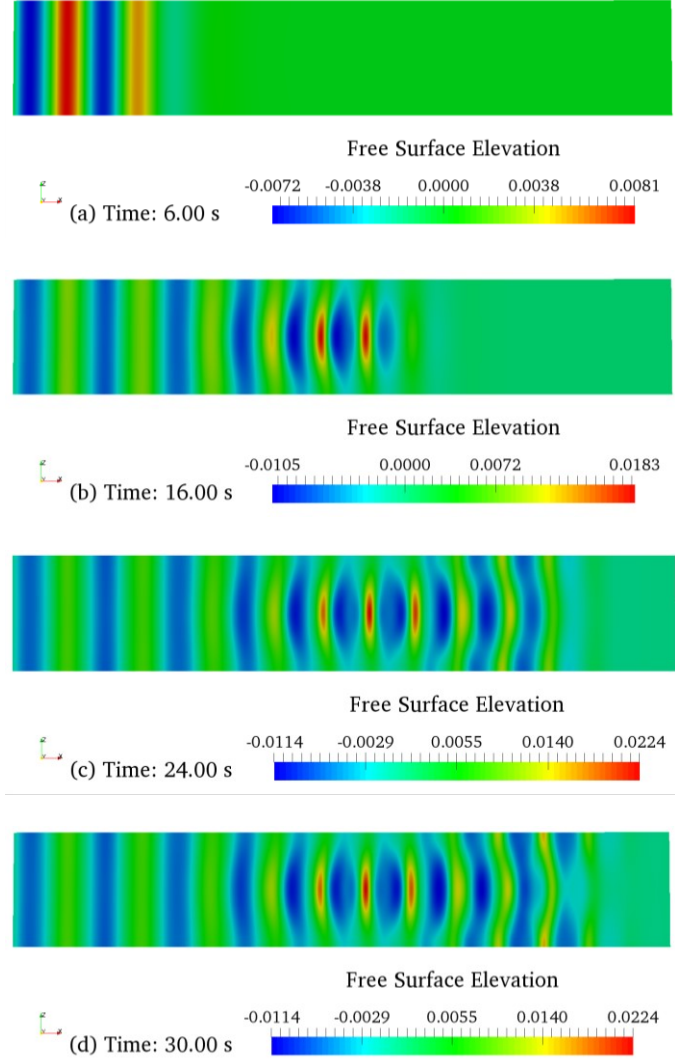 Free Surface Elevation
-0.0072 -0.0038 0.0000 0.0038 0.0081
(a) Time: 6.00 s
Free Surface Elevation
-0.0105 0.0000 0.0072 0.0183
(b) Time: 16.00 s
Free Surface Elevation
-0.0114 -0.0029 0.0055 0.0140 0.0224
(c) Time: 24.00 s
Free Surface Elevation
-0.0114 -0.0029 0.0055 0.0140 0.0224
(d) Time: 30.00 s